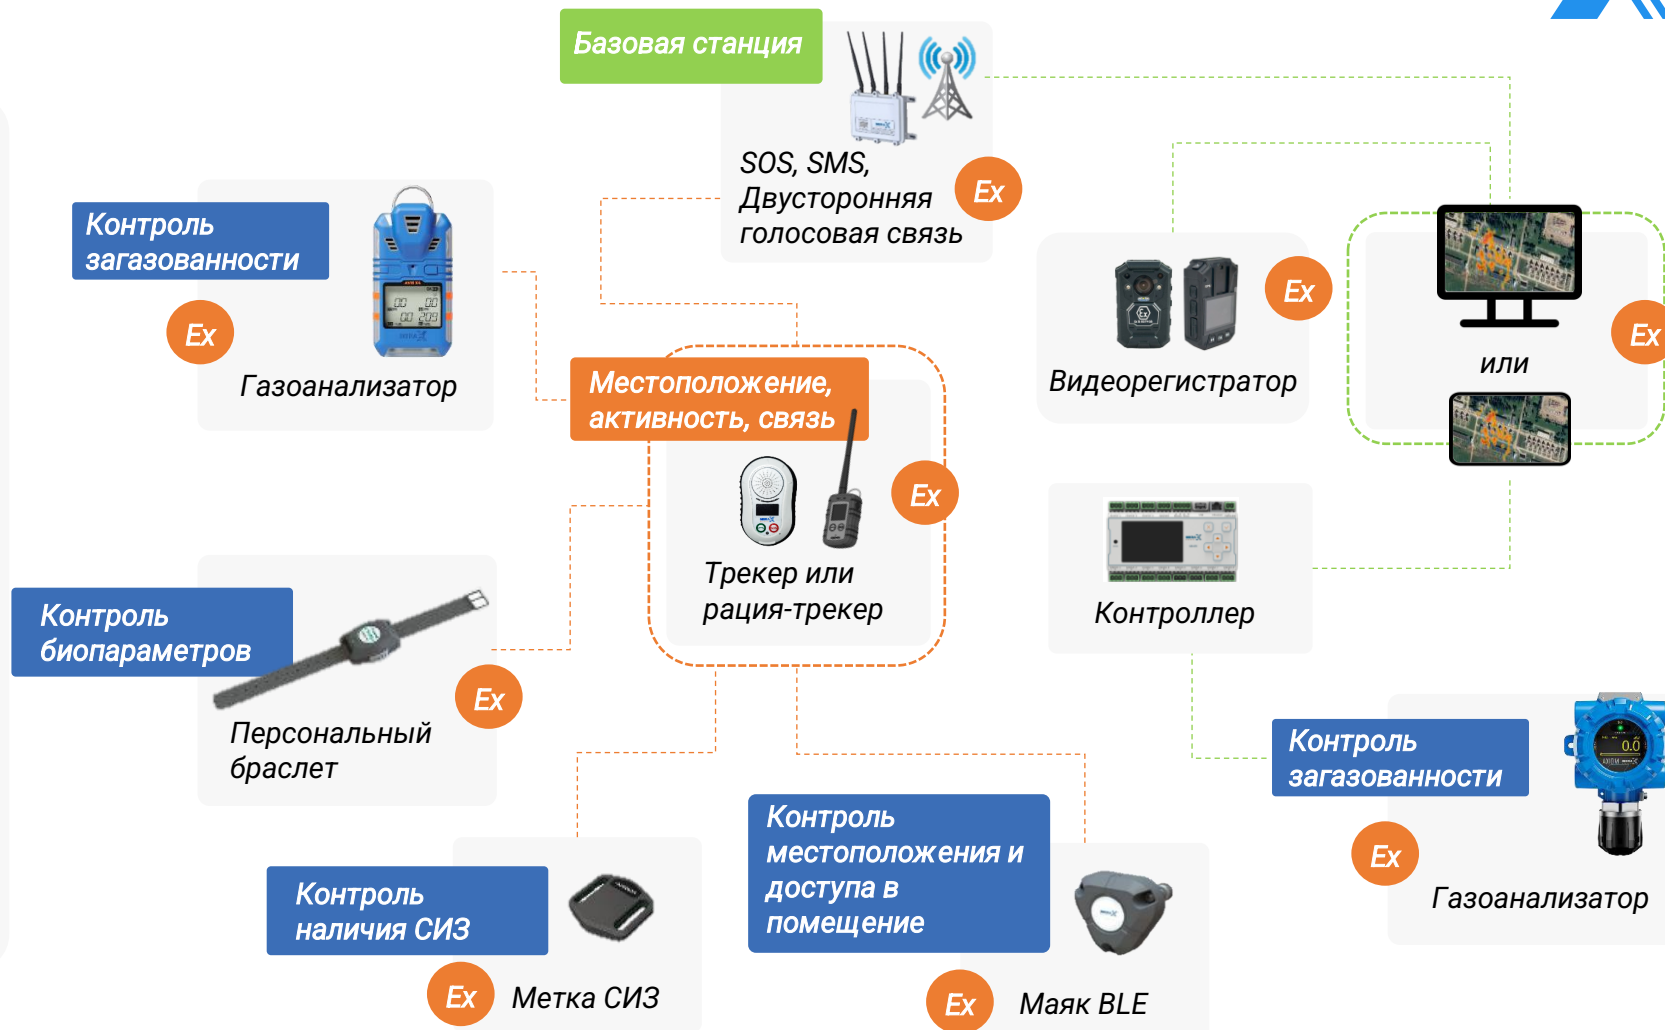 Базовая станция
SOS, SMS,
Двусторонняя
голосовая связь
Ex
Контроль
загазованности
Ex
Газоанализатор
Местоположение,
активность, связь
Ex
Трекер или
рация-трекер
Видеорегистратор
Ex
или
Ex
Контроллер
Контроль
биопараметров
Ex
Персональный
браслет
Контроль
загазованности
0.0
Ex
Газоанализатор
Контроль
наличия СИЗ
Ex
Метка СИЗ
Контроль
местоположения и
доступа в
помещение
Ex
Маяк BLE